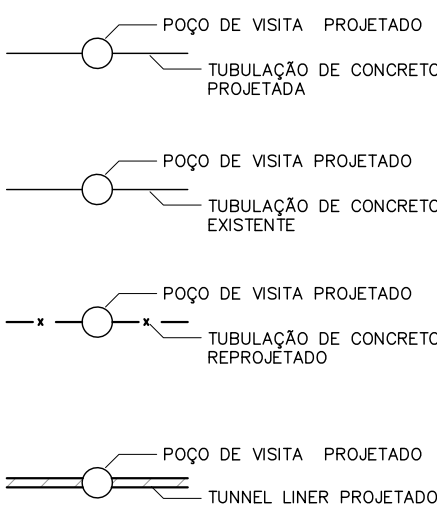 POÇO DE VISITA PROJETADO
TUBULAÇÃO DE CONCRETO
PROJETADA
POÇO DE VISITA PROJETADO
TUBULAÇÃO DE CONCRETO
EXISTENTE
POÇO DE VISITA PROJETADO
x x
TUBULAÇÃO DE CONCRETO
REPROJETADO
POÇO DE VISITA PROJETADO
TUNNEL LINER PROJETADO